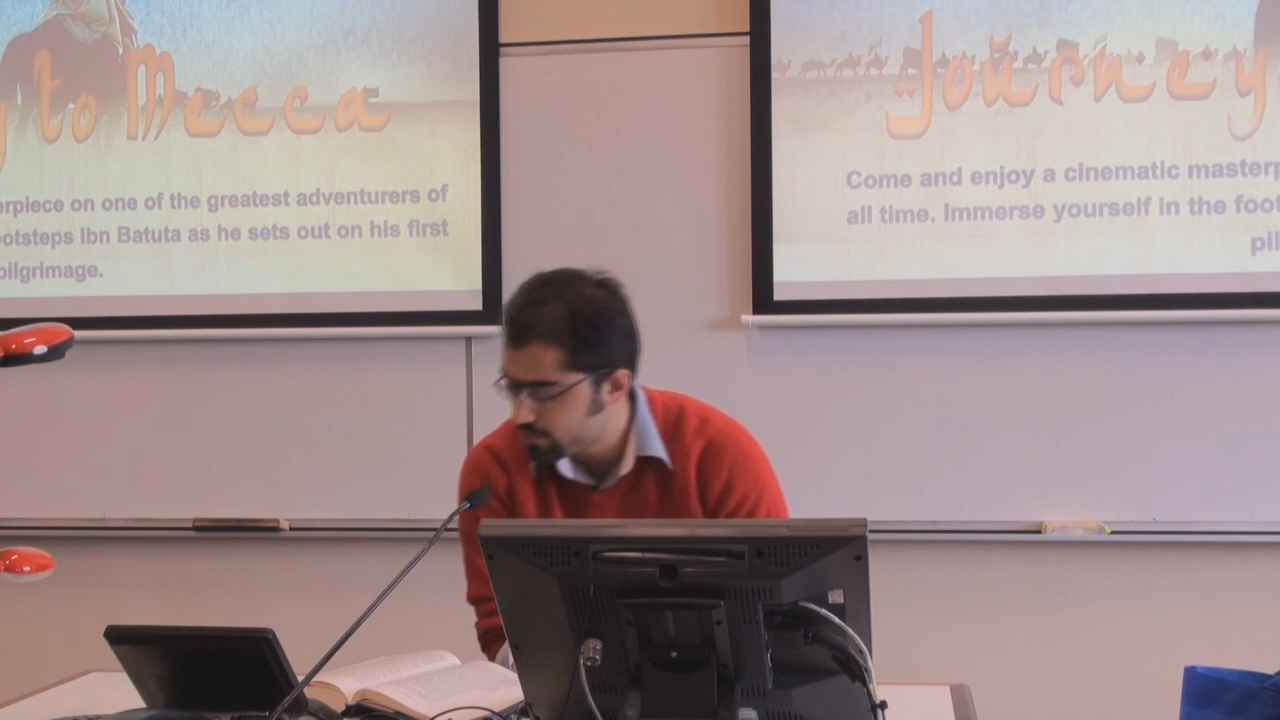 to Mecca
erpiece on one of the greatest adventurers of
ootsteps Ibn Batuta as he sets out on his first
pilgrimage.
Journey
Come and enjoy a cinematic masterp
all time. Immerse yourself in the foot
pil